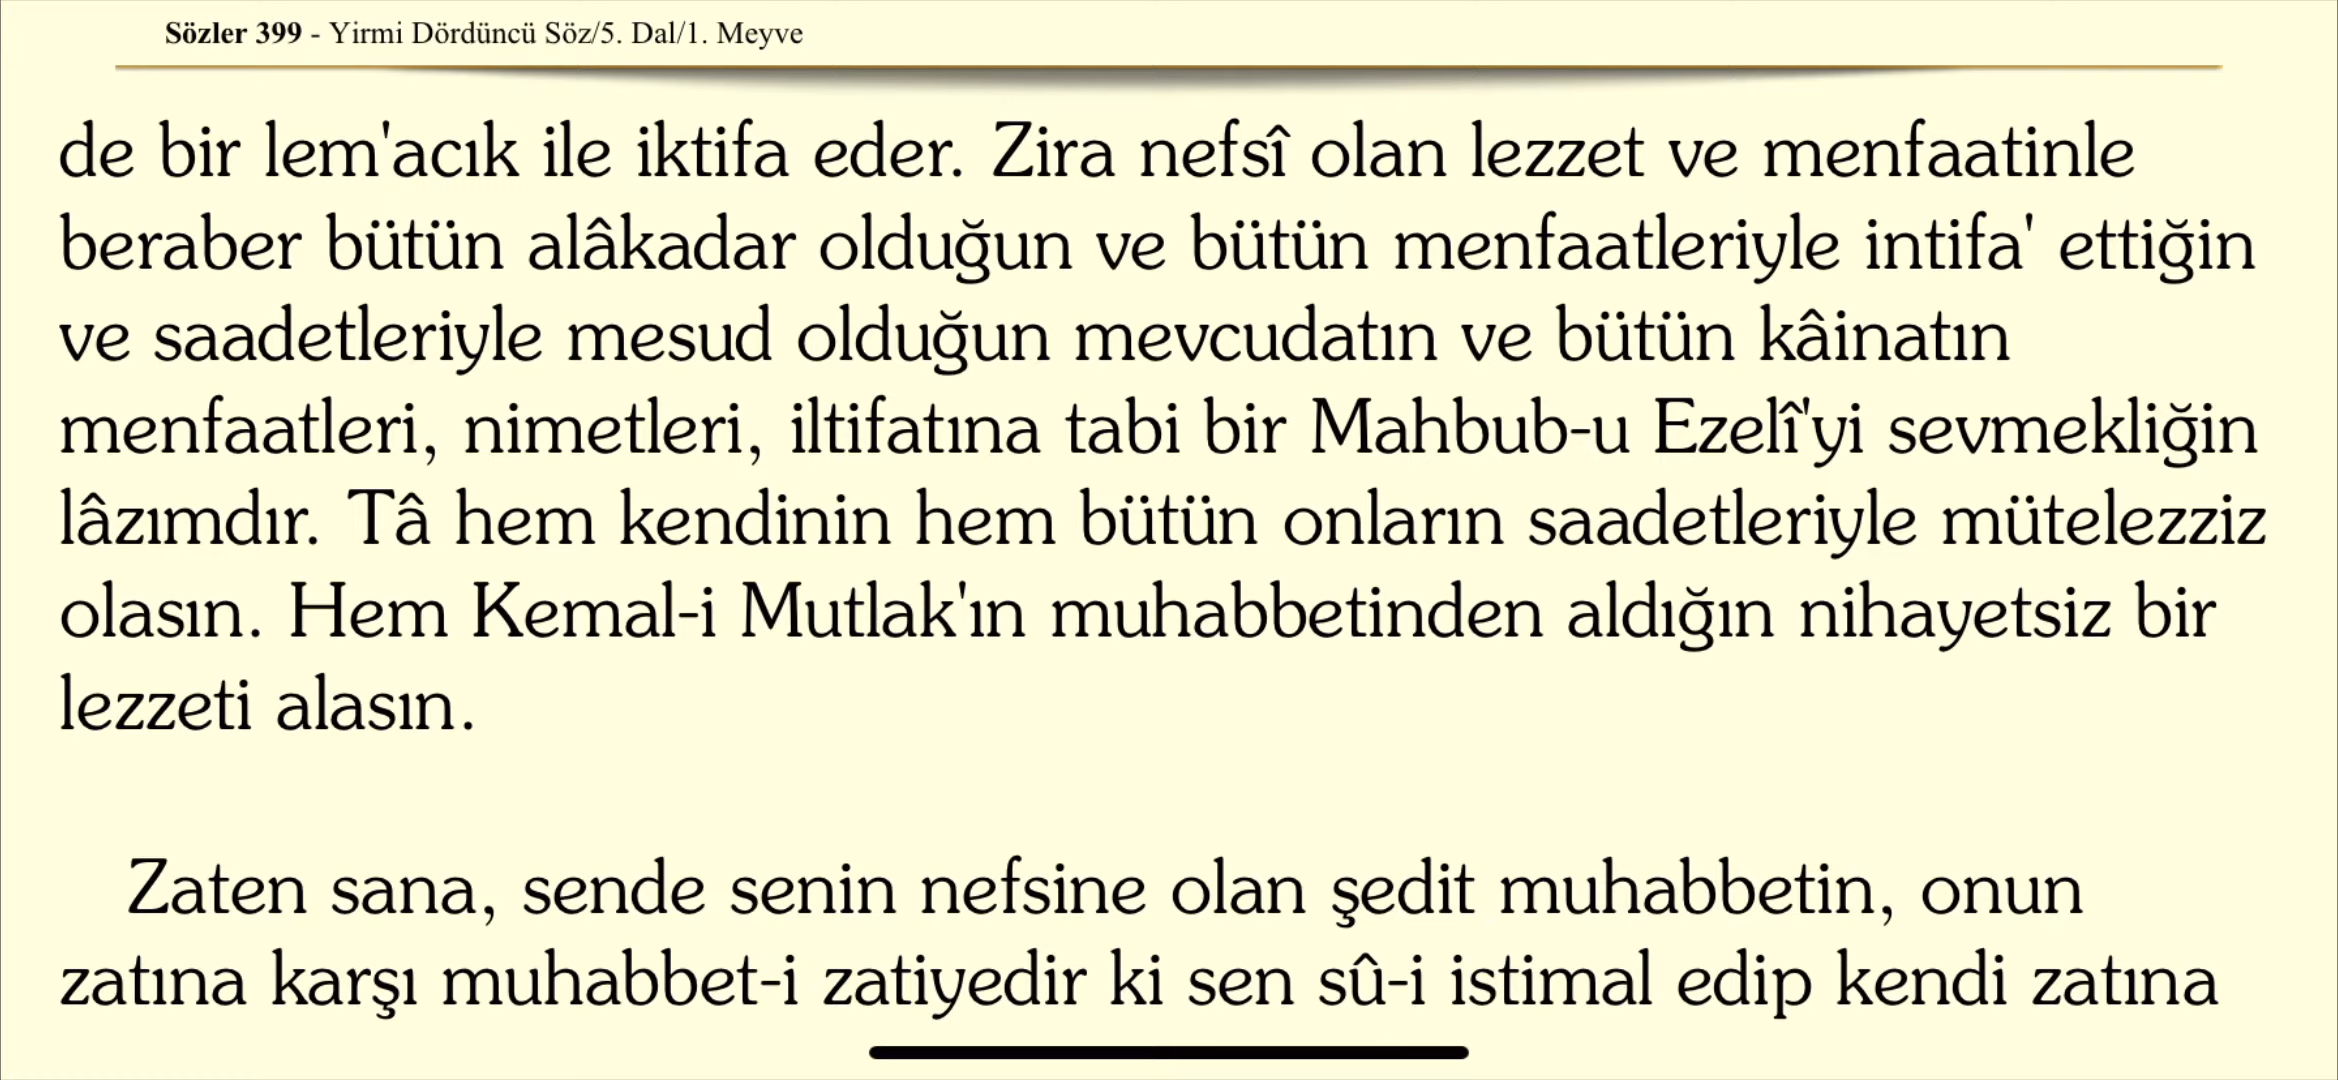 Sözler 399 - Yirmi Dördüncü Söz/5. Dal/1. Meyve
de bir lem'acık ile iktifa eder. Zira nefsî olan lezzet ve menfaatinle
beraber bütün alâkadar olduğun ve bütün menfaatleriyle intifa' ettiğin
ve saadetleriyle mesud olduğun mevcudatın ve bütün kâinatın
menfaatleri, nimetleri, iltifatına tabi bir Mahbub-u Ezelî'yi sevmekliğin
lâzımdır. Tâ hem kendinin hem bütün onların saadetleriyle mütelezziz
olasın. Hem Kemal-i Mutlak'ın muhabbetinden aldığın nihayetsiz bir
lezzeti alasın.
Zaten sana, sende senin nefsine olan şedit muhabbetin, onun
zatına karşı muhabbet-i zatiyedir ki sen sû-i istimal edip kendi zatına